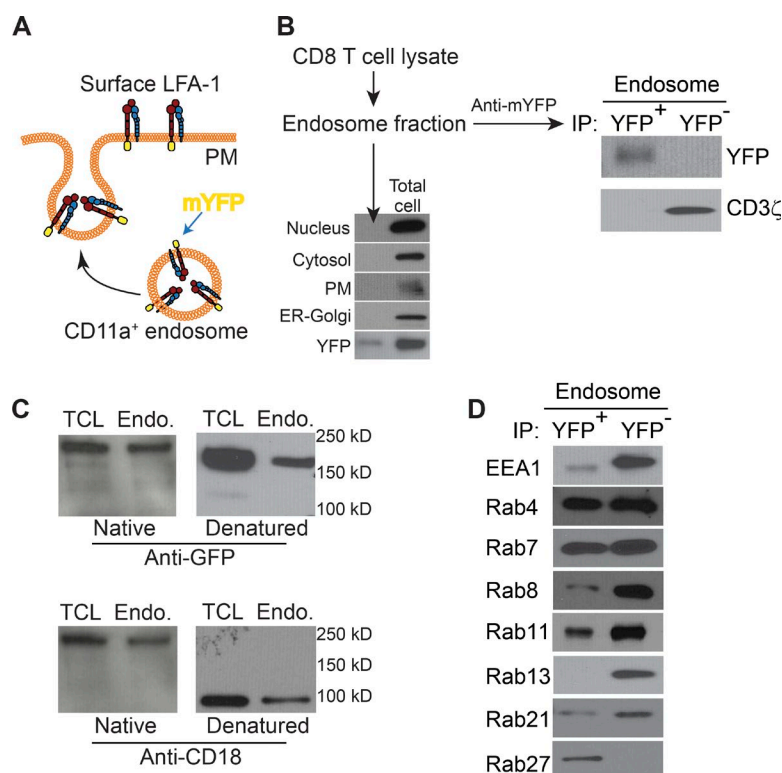 A
Surface LFA-1
PM
mYFP
CD11a+ endosome
B
CD8 T cell lysate
Endosome fraction
Anti-mYFP
Endosome
IP: YFP+ YFP-
YFP
CD3ζ
Total
cell
Nucleus
Cytosol
PM
ER-Golgi
YFP
C
TCL Endo. TCL Endo.
250 kD
150 kD
100 kD
Native Denatured
Anti-GFP
TCL Endo. TCL Endo.
250 kD
150 kD
100 kD
Native Denatured
Anti-CD18
D
Endosome
IP: YFP+ YFP-
EEA1
Rab4
Rab7
Rab8
Rab11
Rab13
Rab21
Rab27